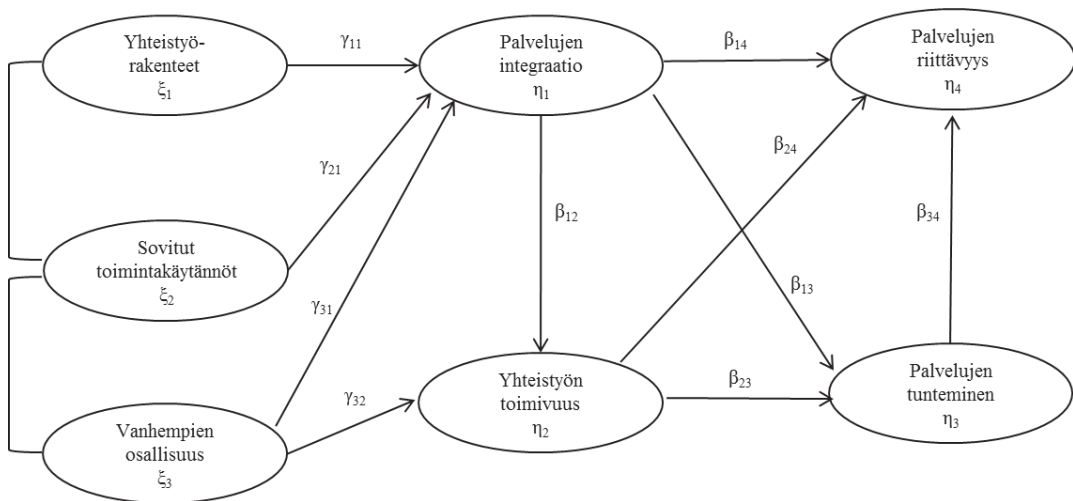 Yhteistyö-
rakenteet
ξ₁
γ₁₁
Palvelujen
integraatio
η₁
β₁₄
Palvelujen
riittävyys
η₄
γ₂₁
β₂₄
β₁₂
β₃₄
Sovitut
toimintakäytännöt
ξ₂
γ₃₁
β₁₃
Vanhempien
osallisuus
ξ₃
γ₃₂
Yhteistyön
toimivuus
η₂
β₂₃
Palvelujen
tunteminen
η₃